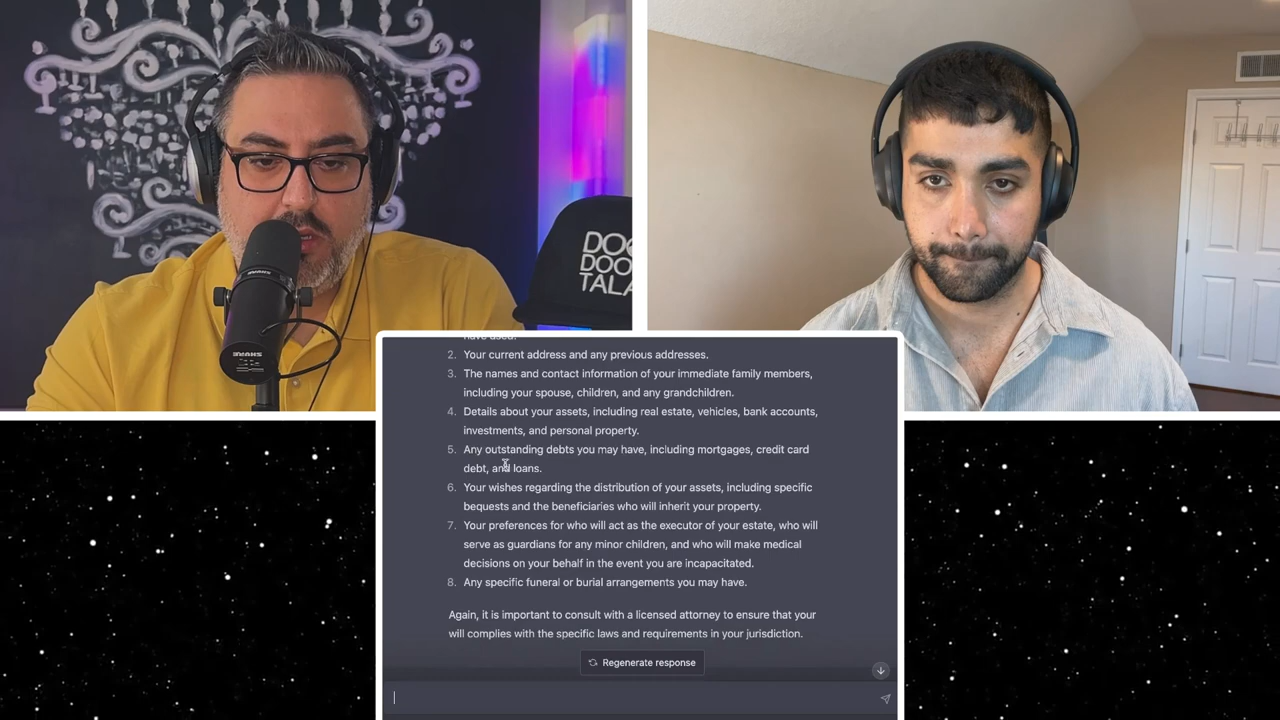 DOO
TALA
SHURE
have used.
2. Your current address and any previous addresses.
3. The names and contact information of your immediate family members,
including your spouse, children, and any grandchildren.
4. Details about your assets, including real estate, vehicles, bank accounts,
investments, and personal property.
5. Any outstanding debts you may have, including mortgages, credit card
debt, and loans.
6. Your wishes regarding the distribution of your assets, including specific
bequests and the beneficiaries who will inherit your property.
7. Your preferences for who will act as the executor of your estate, who will
serve as guardians for any minor children, and who will make medical
decisions on your behalf in the event you are incapacitated.
8. Any specific funeral or burial arrangements you may have.
Again, it is important to consult with a licensed attorney to ensure that your
will complies with the specific laws and requirements in your jurisdiction.
Regenerate response